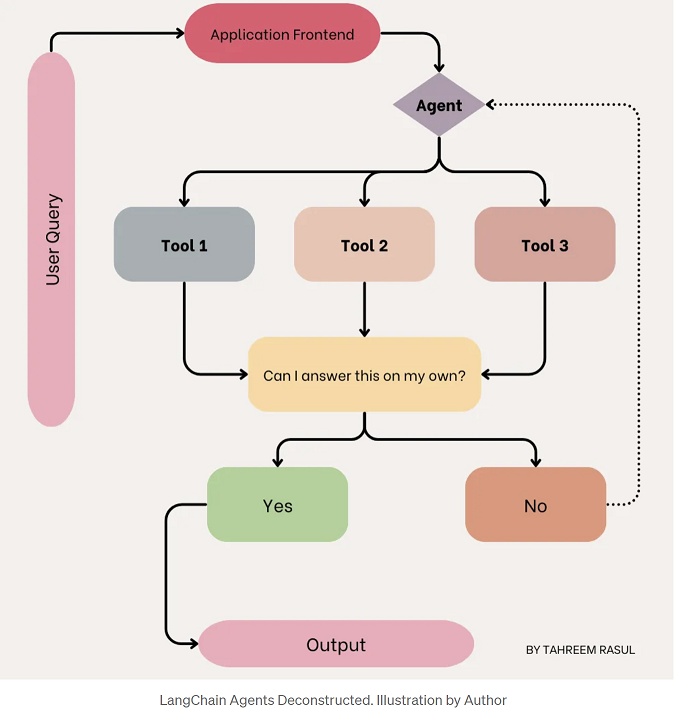 Application Frontend
Agent
User Query
Tool 1
Tool 2
Tool 3
Can I answer this on my own?
Yes
No
Output
BY TAHREEM RASUL
LangChain Agents Deconstructed. Illustration by Author